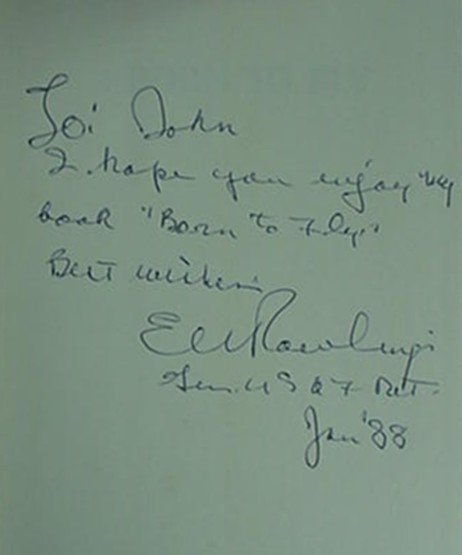 To: John
I hope you enjoy my
book "Born to Fly"
Best wishes
E W Rawlings
Gen. USAF Ret.
Jan '88